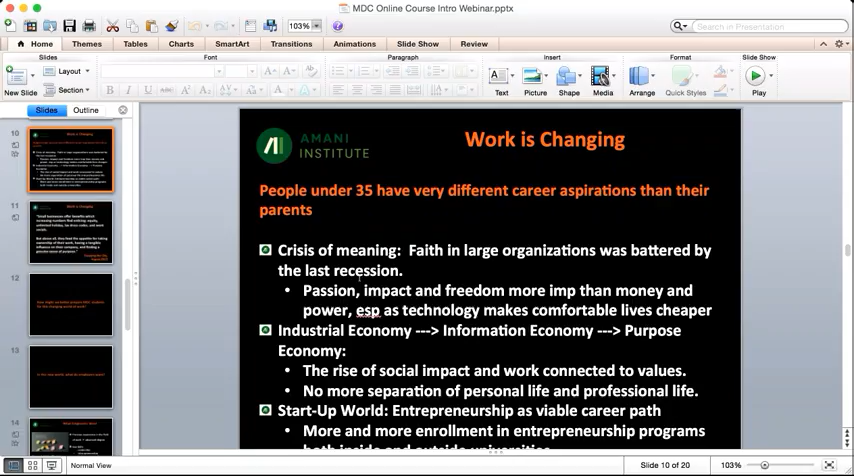 MDC Online Course Intro Webinar.pptx
103%
Search in Presentation
Home Themes Tables Charts SmartArt Transitions Animations Slide Show Review
Slides Font Paragraph Insert Format Slide Show
New Slide Layout Section Text Picture Shape Media Arrange Quick Styles Play
Slides Outline
10
11
12
13
14
AMANI
INSTITUTE
Work is Changing
People under 35 have very different career aspirations than their
parents
Crisis of meaning: Faith in large organizations was battered by
the last recession.
• Passion, impact and freedom more imp than money and
power, esp as technology makes comfortable lives cheaper
Industrial Economy ---> Information Economy ---> Purpose
Economy:
• The rise of social impact and work connected to values.
• No more separation of personal life and professional life.
Start-Up World: Entrepreneurship as viable career path
• More and more enrollment in entrepreneurship programs
both inside and outside universities
Normal View
Slide 10 of 20
103%